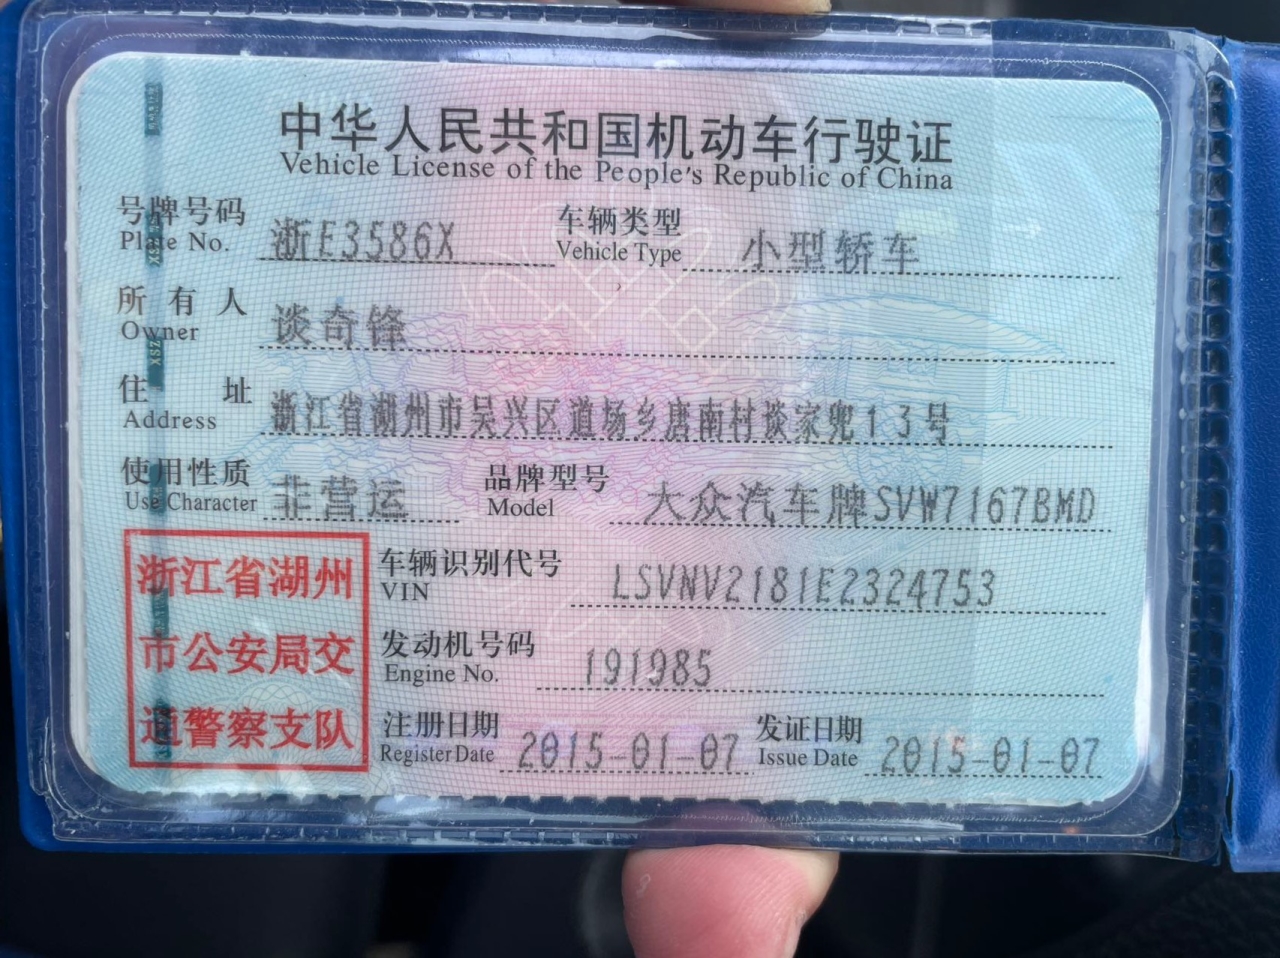 中华人民共和国机动车行驶证
Vehicle License of the People's Republic of China
号牌号码 浙E3586X 车辆类型 小型轿车
Plate No. Vehicle Type
所有人 谈奇锋
Owner
住址 浙江省湖州市吴兴区道场乡唐南村谈家兜13号
Address
使用性质 非营运 品牌型号 大众汽车牌SVW7167BMD
Use Character Model
浙江省湖州
市公安局交
通警察支队
车辆识别代号 LSVNV2181E2324753
VIN
发动机号码 191985
Engine No.
注册日期 2015-01-07 发证日期 2015-01-07
Register Date Issue Date